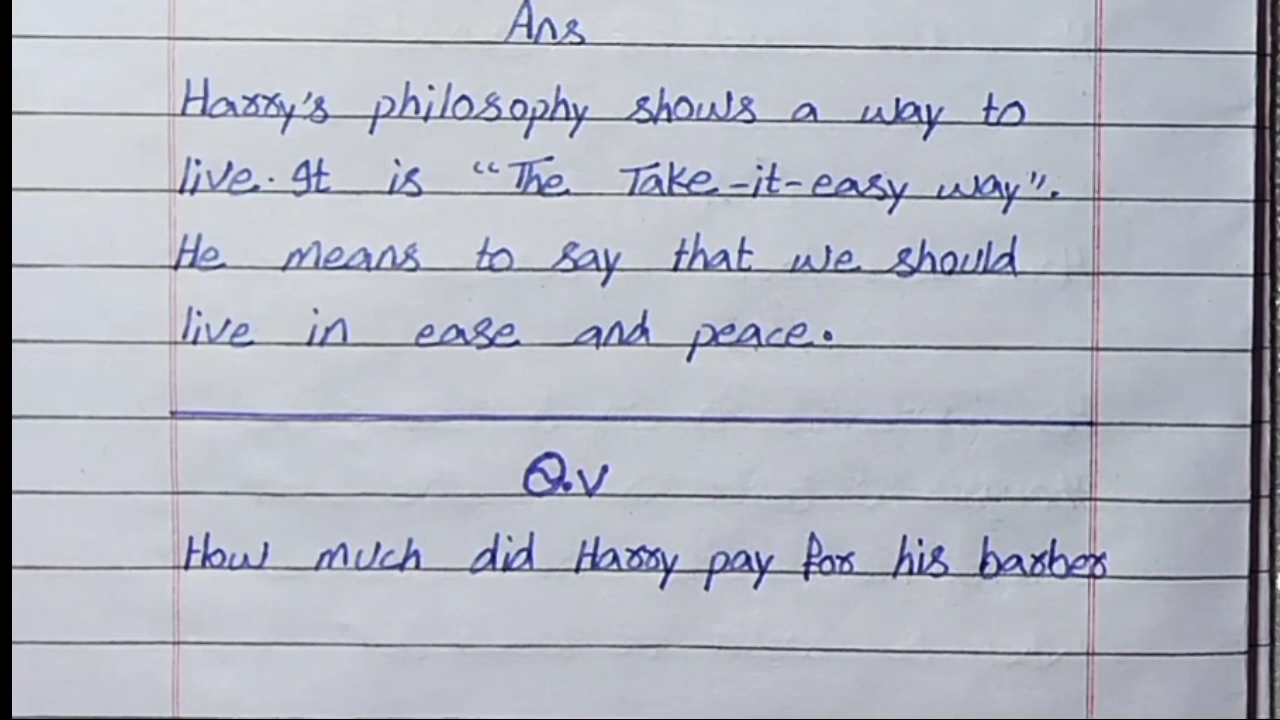 Ans
Harry's philosophy shows a way to
live. It is "The Take-it-easy way".
He means to say that we should
live in ease and peace.
Q.V
How much did Harry pay for his barber